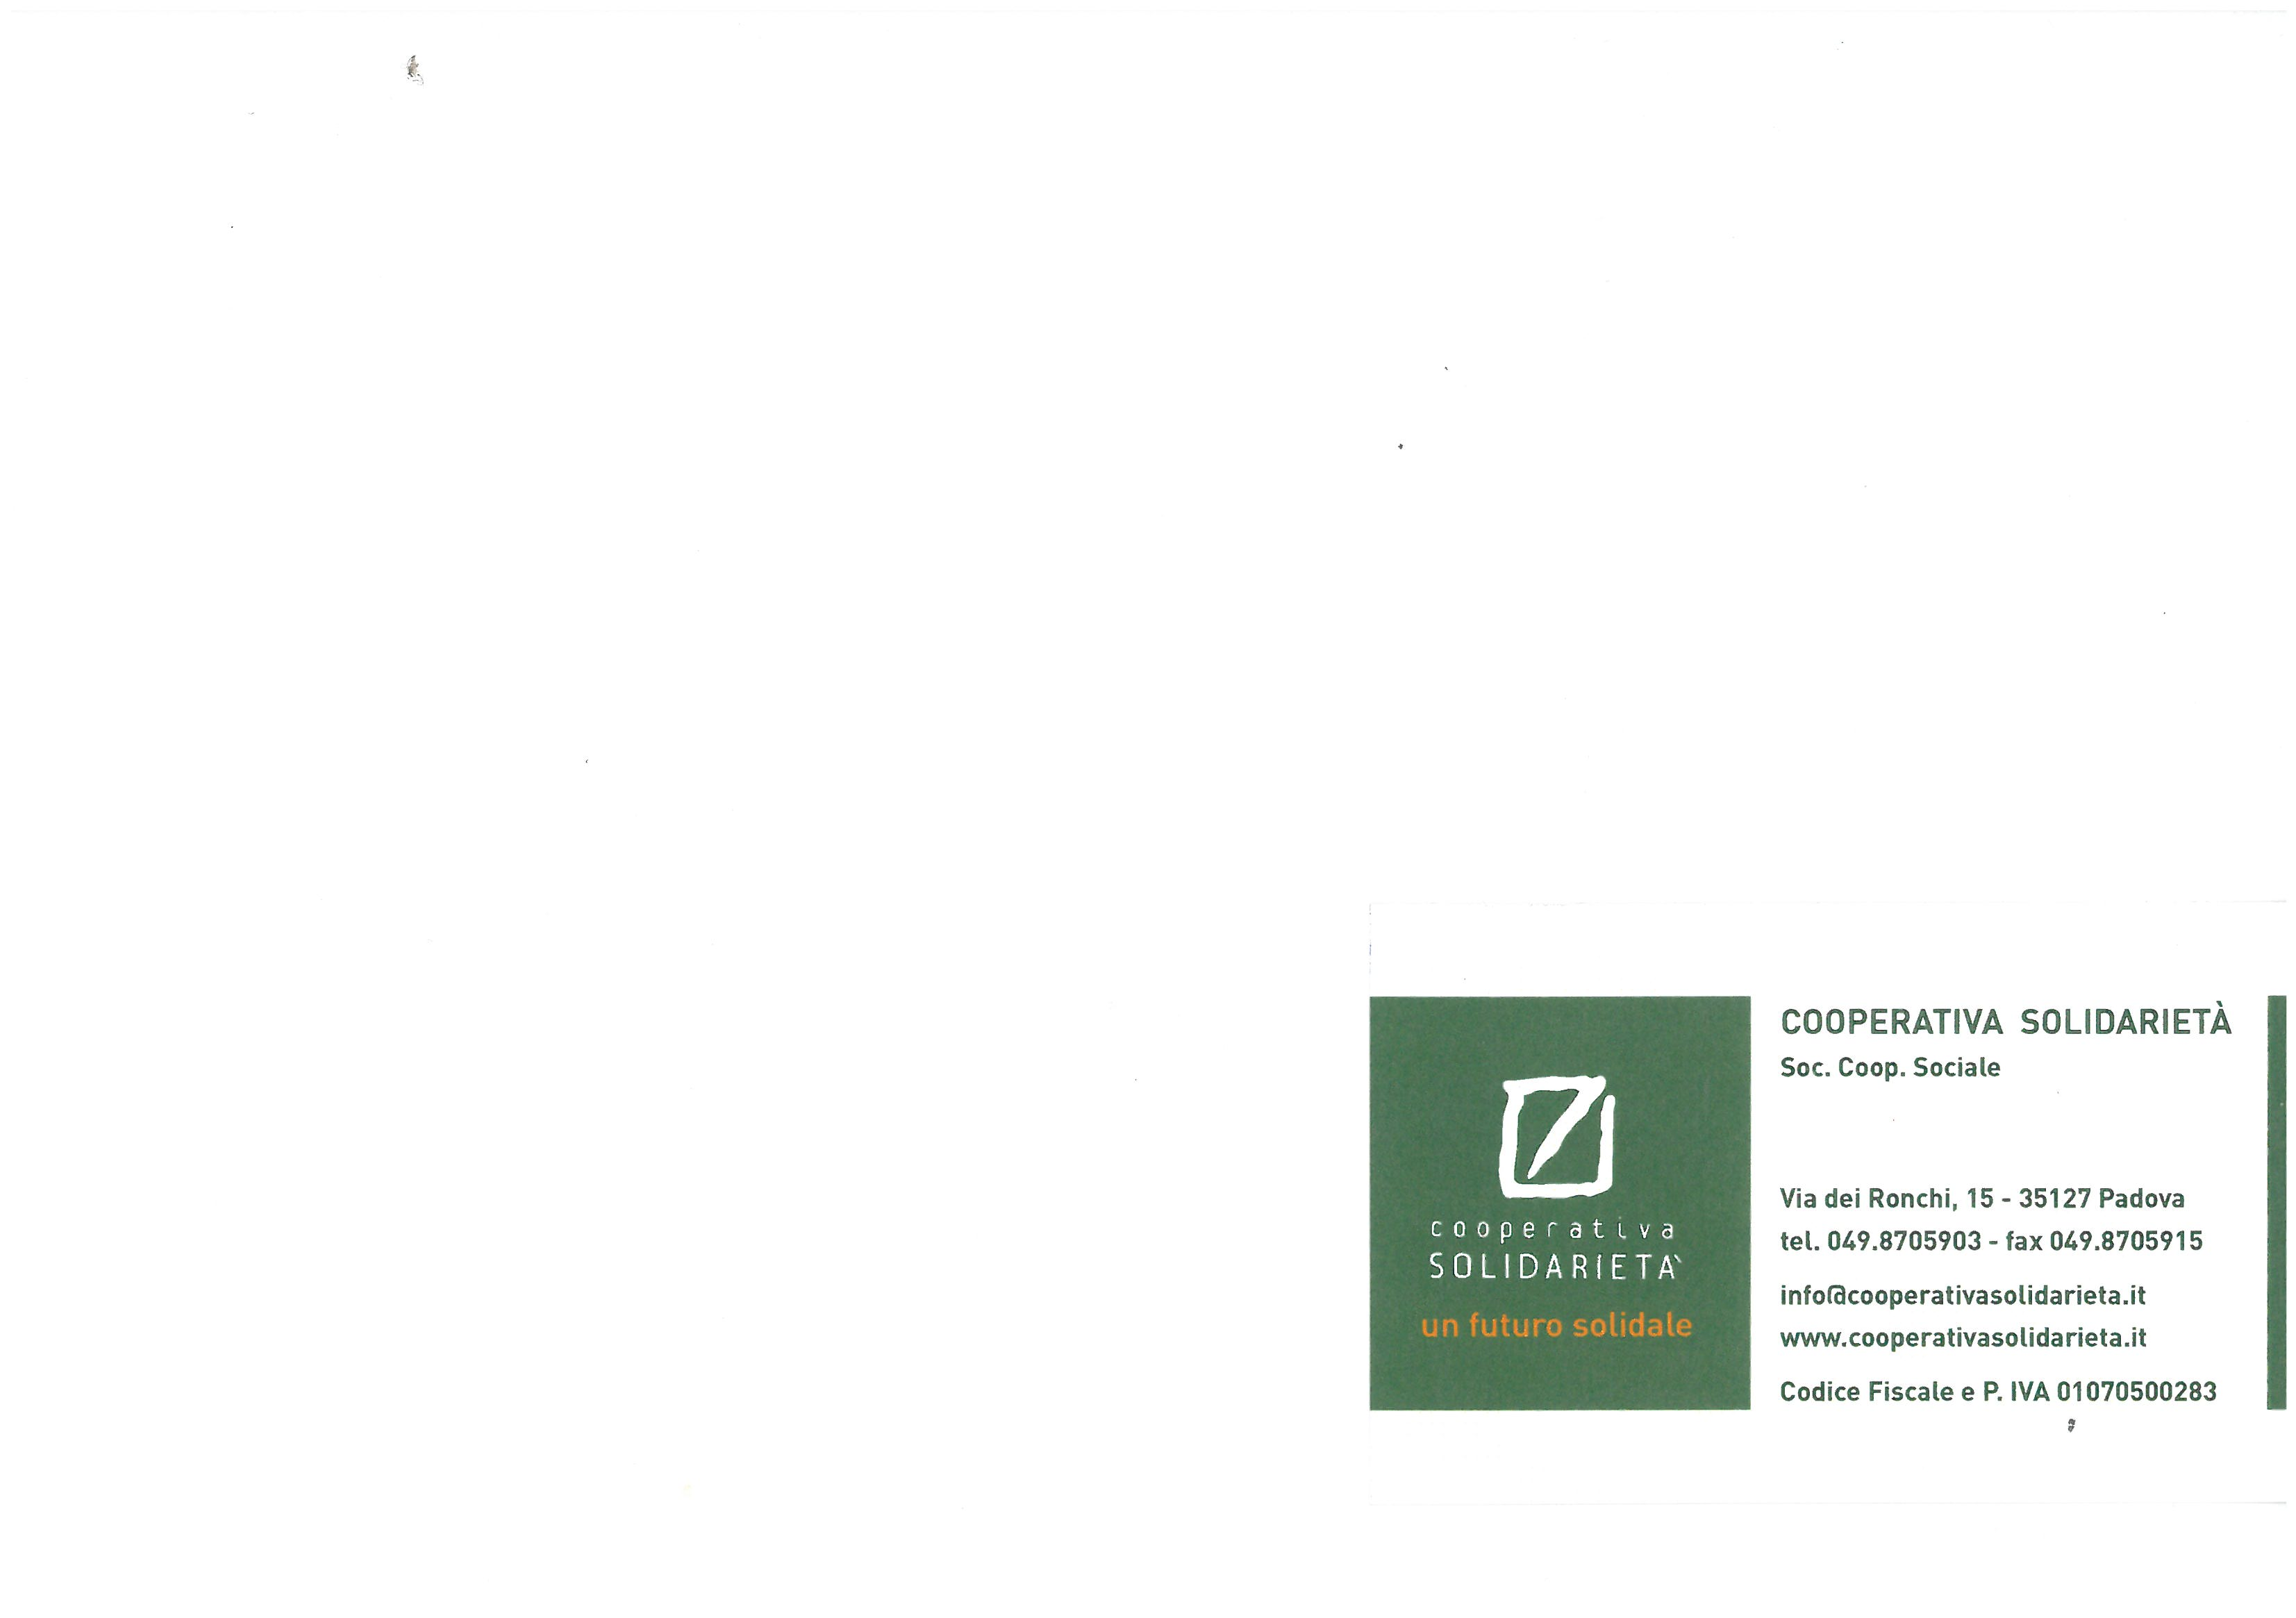 cooperativa
SOLIDARIETA`
un futuro solidale
COOPERATIVA SOLIDARIETÀ
Soc. Coop. Sociale
Via dei Ronchi, 15 - 35127 Padova
tel. 049.8705903 - fax 049.8705915
info@cooperativasolidarieta.it
www.cooperativasolidarieta.it
Codice Fiscale e P. IVA 01070500283